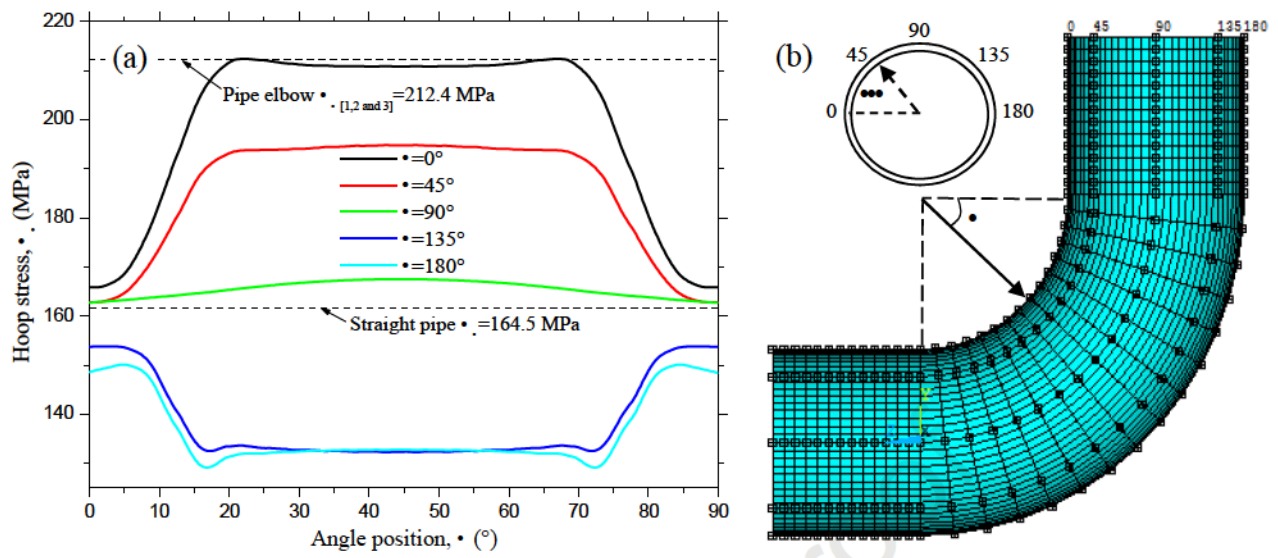 220
200
180
160
140
Hoop stress, •. (MPa)
(a)
Pipe elbow •.[1,2 and 3]=212.4 MPa
•=0°
•=45°
•=90°
•=135°
•=180°
Straight pipe •.=164.5 MPa
0 10 20 30 40 50 60 70 80 90
Angle position, • (°)
(b)
90
45 135
•••
0 180
•
0 45 90 135 180
Y